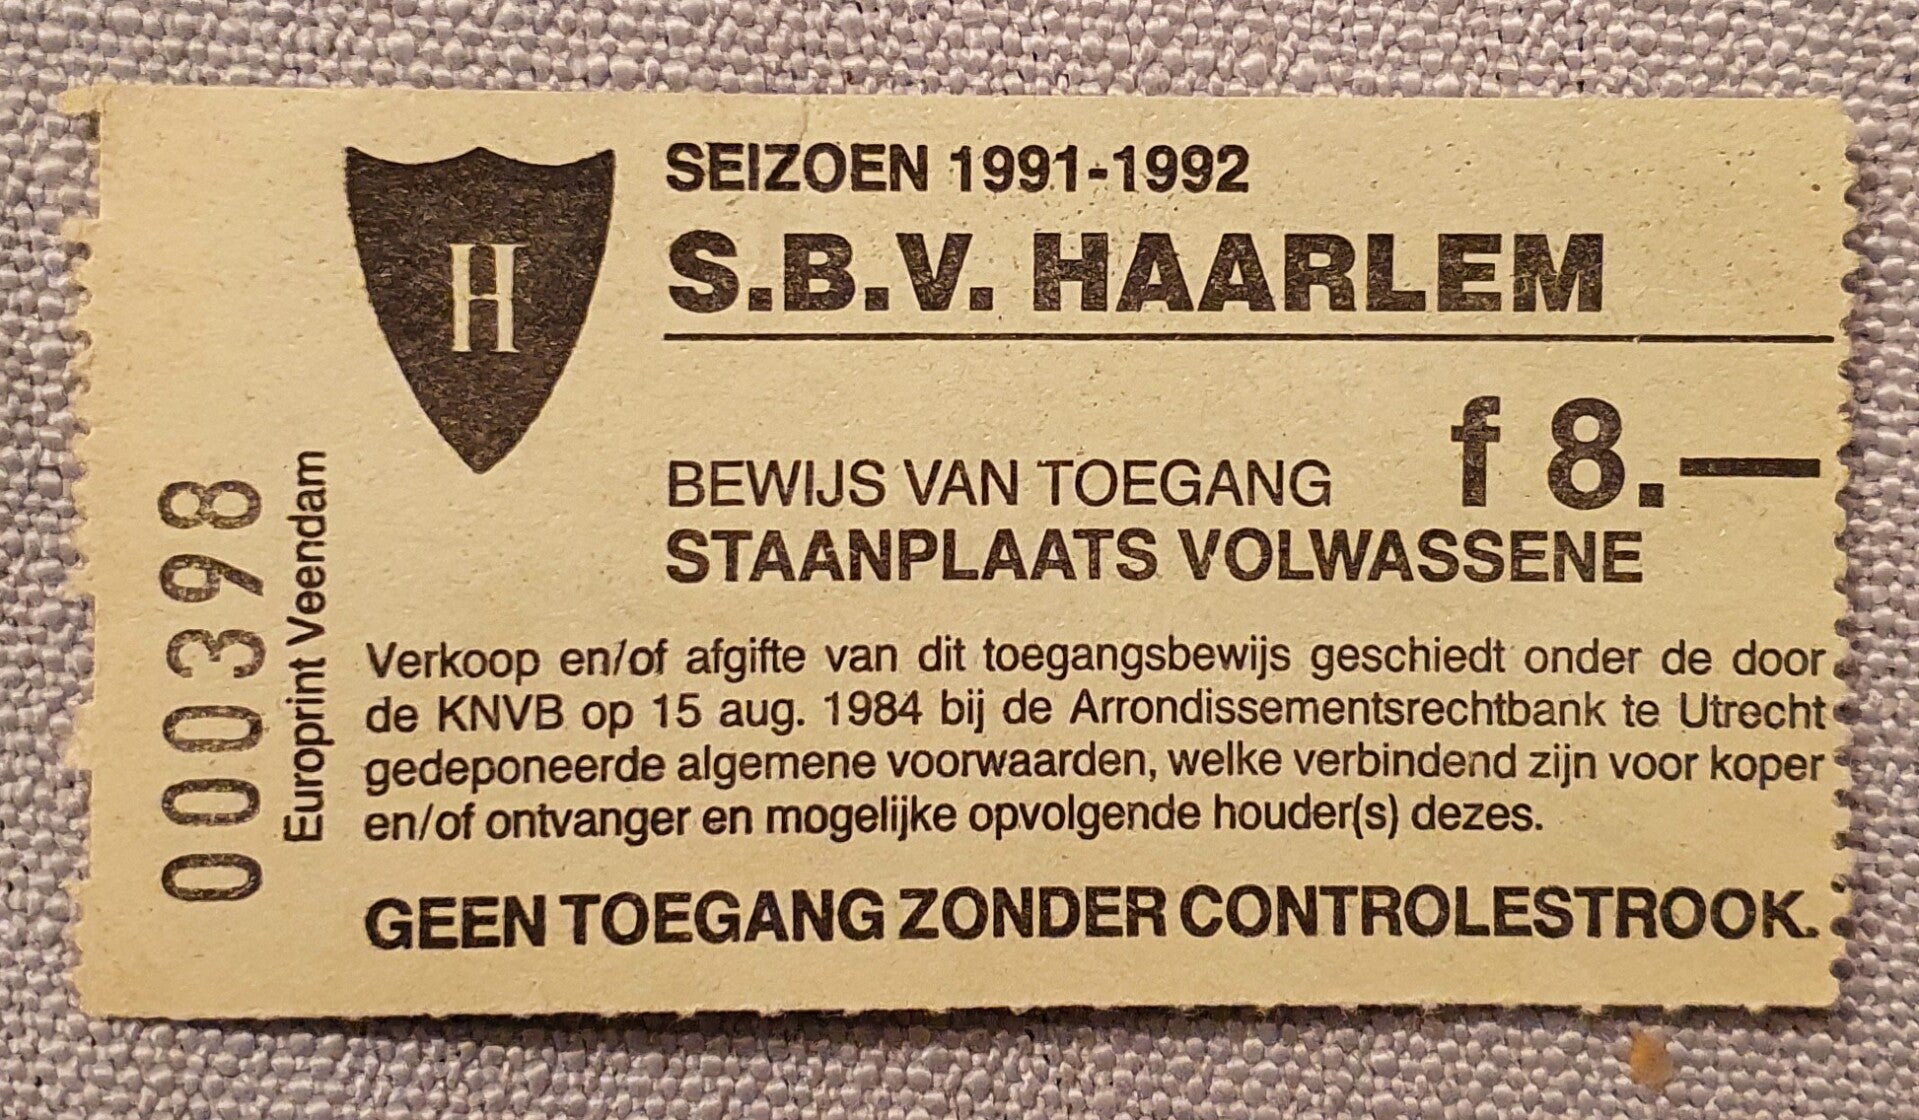 H
SEIZOEN 1991-1992
S.B.V. HAARLEM
f 8.—
BEWIJS VAN TOEGANG
STAANPLAATS VOLWASSENE
Verkoop en/of afgifte van dit toegangsbewijs geschiedt onder de door
de KNVB op 15 aug. 1984 bij de Arrondissementsrechtbank te Utrecht
gedeponeerde algemene voorwaarden, welke verbindend zijn voor koper
en/of ontvanger en mogelijke opvolgende houder(s) dezes.
GEEN TOEGANG ZONDER CONTROLESTROOK.
000398
Europrint Veendam